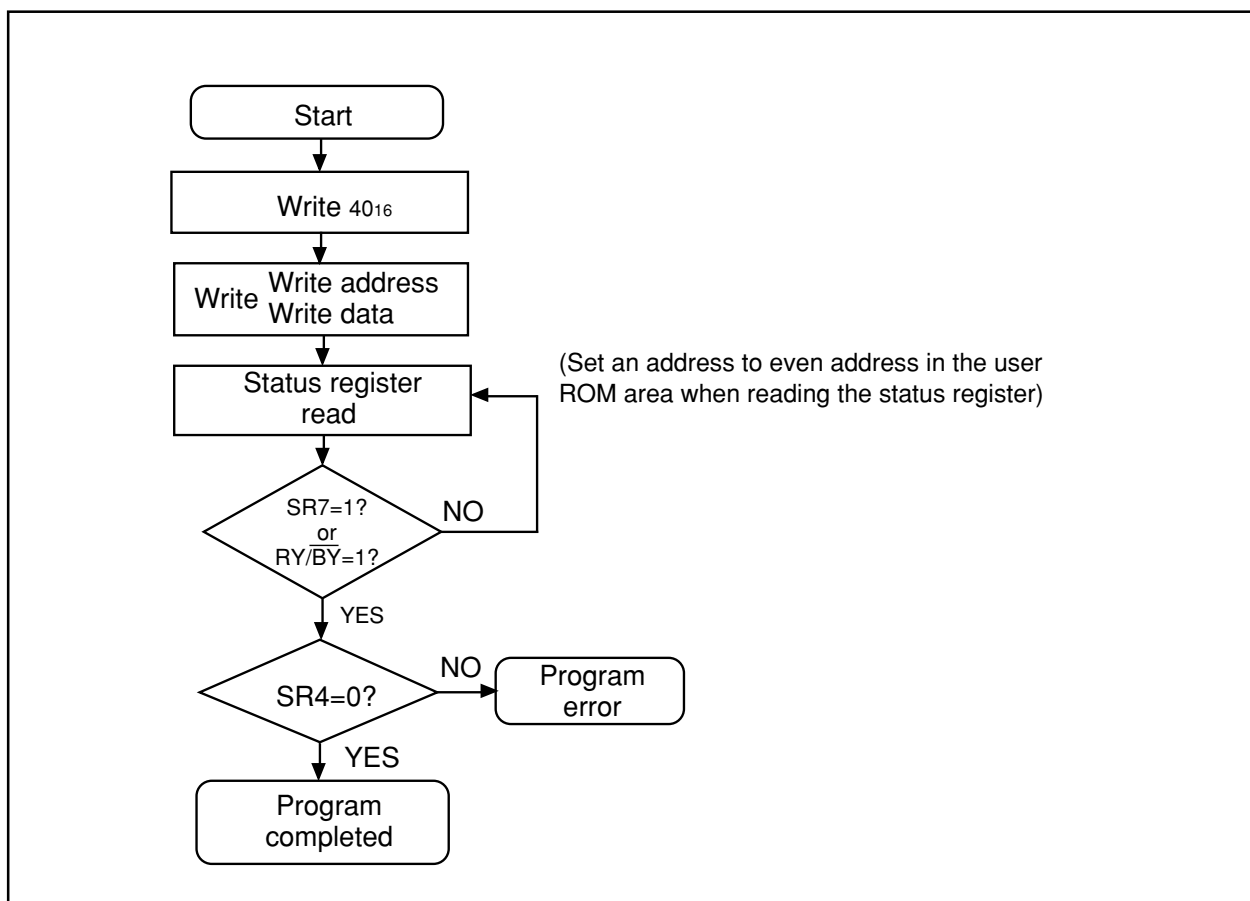 Start
Write 4016
Write Write address
Write data
Status register
read
(Set an address to even address in the user
ROM area when reading the status register)
SR7=1?
or
RY/B̅Y̅=1?
NO
YES
SR4=0?
NO
Program
error
YES
Program
completed